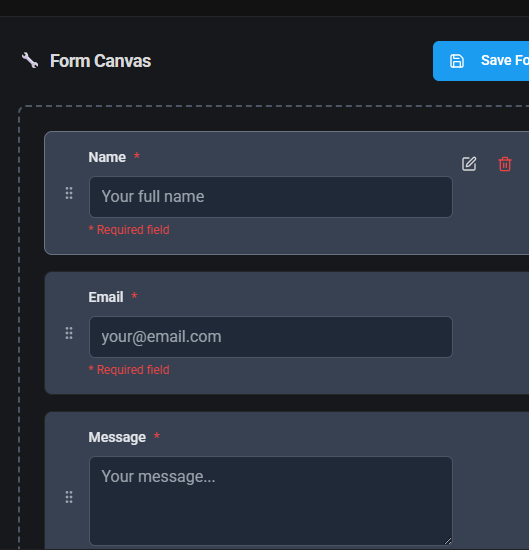 Form Canvas
Save Fo
Name *
Your full name
* Required field
Email *
your@email.com
* Required field
Message *
Your message...